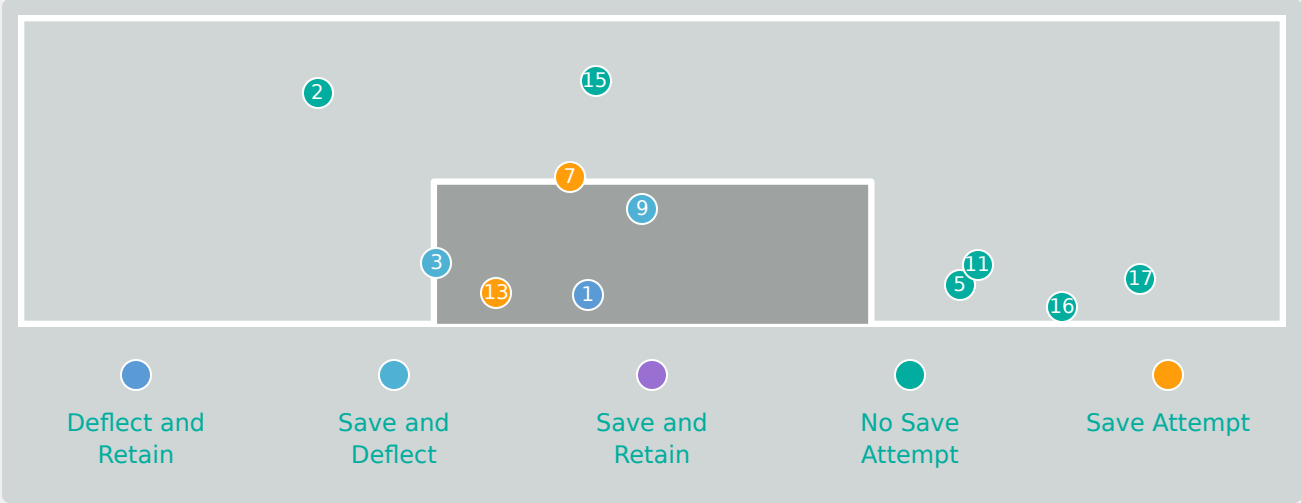 15
2
7
9
3
11
17
5
13
1
16
Deflect and
Retain
Save and
Deflect
Save and
Retain
No Save
Attempt
Save Attempt